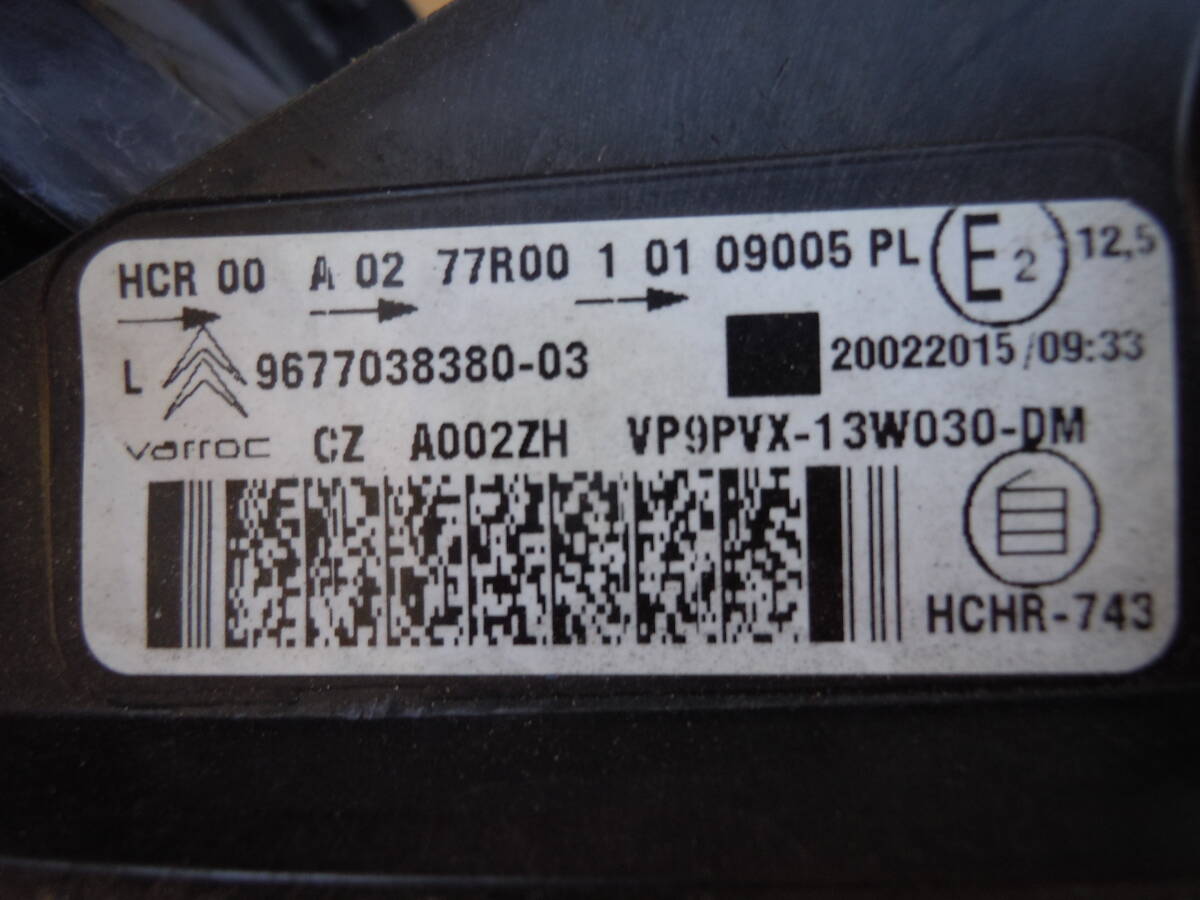 HCR 00 A 02 77R00 1 01 09005 PL E2 12,5
L 9677038380-03 20022015/09:33
varroc CZ A002ZH VP9PVX-13W030-DM
HCHR-743